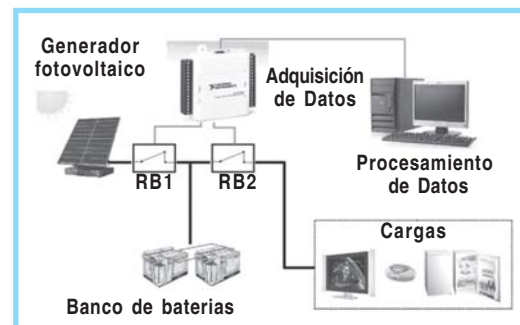 Generador
fotovoltaico
Adquisición
de Datos
Procesamiento
de Datos
RB1
RB2
Cargas
Banco de baterias